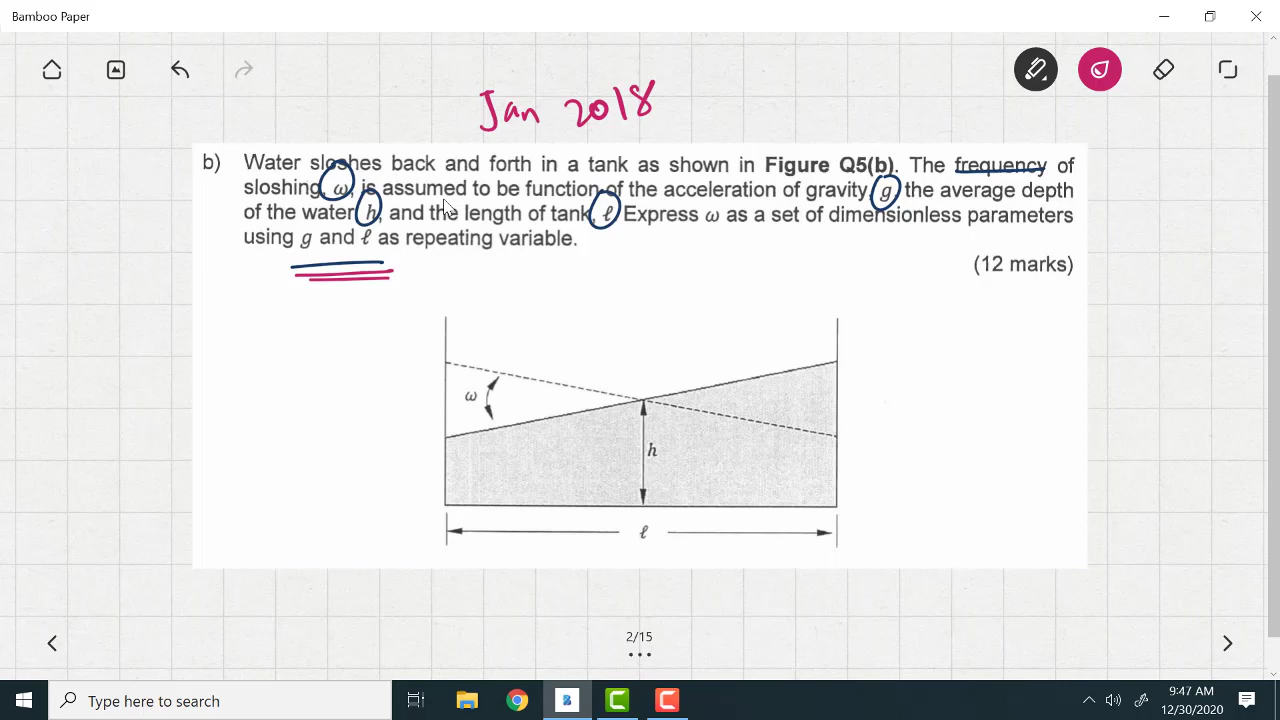 Bamboo Paper
Jan 2018
b) Water sloshes back and forth in a tank as shown in Figure Q5(b). The frequency of
sloshing, ω, is assumed to be function of the acceleration of gravity, g, the average depth
of the water, h, and the length of tank, ℓ. Express ω as a set of dimensionless parameters
using g and ℓ as repeating variable.
(12 marks)
ω
h
ℓ
2/15
Type here to search
9:47 AM
12/30/2020